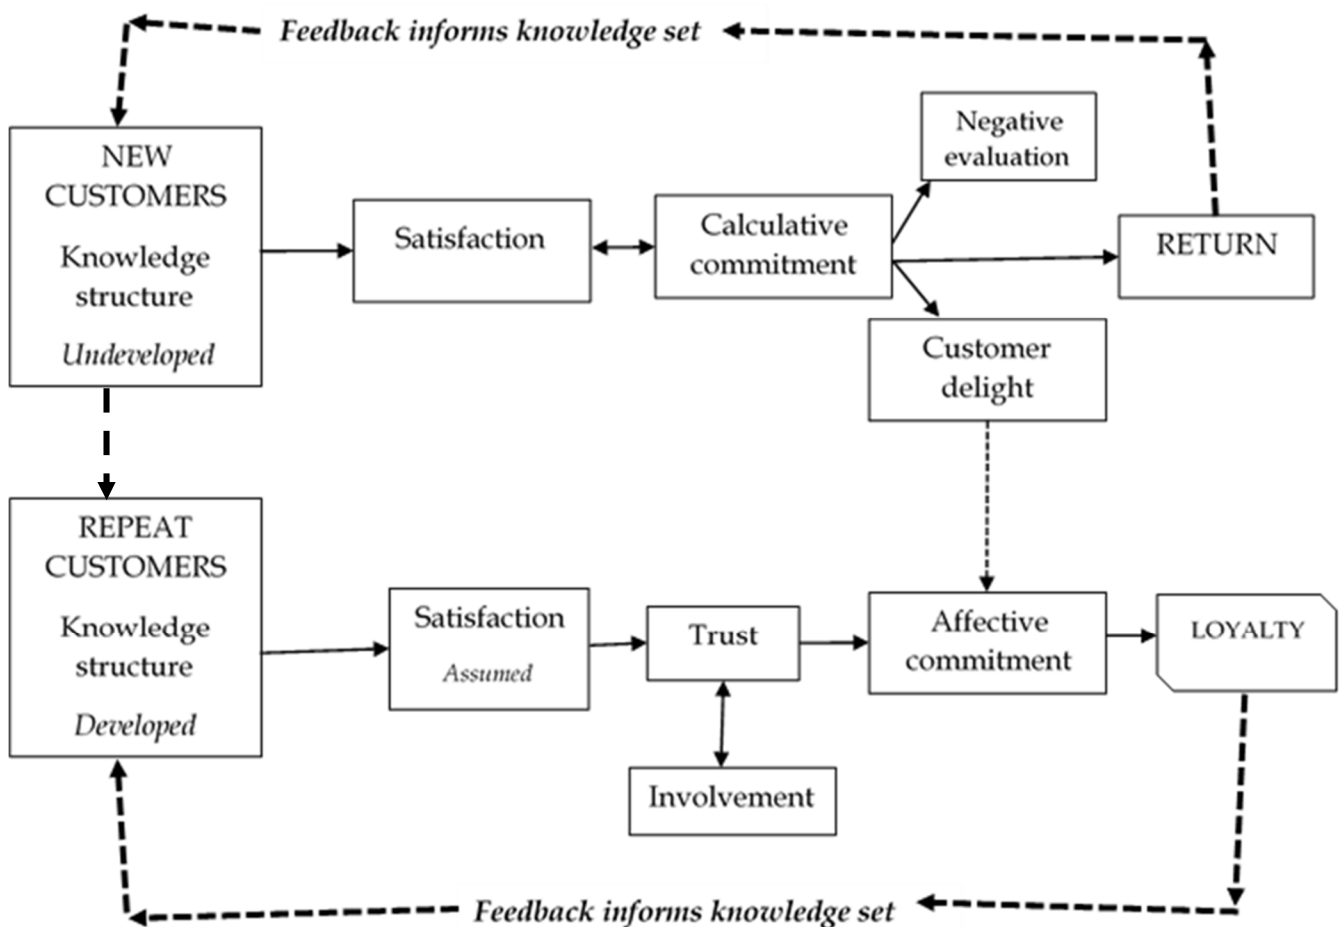 Feedback informs knowledge set
NEW
CUSTOMERS
Knowledge
structure
Undeveloped
Satisfaction
Calculative
commitment
Negative
evaluation
RETURN
Customer
delight
REPEAT
CUSTOMERS
Knowledge
structure
Developed
Satisfaction
Assumed
Trust
Involvement
Affective
commitment
LOYALTY
Feedback informs knowledge set